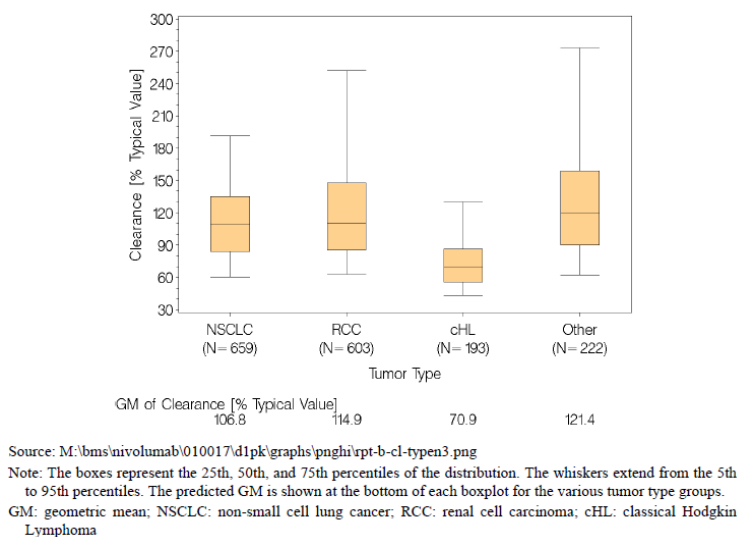 300
270
240
210
180
150
120
90
60
30
Clearance [% Typical Value]
NSCLC RCC cHL Other
(N= 659) (N= 603) (N= 193) (N= 222)
Tumor Type
GM of Clearance [% Typical Value]
106.8 114.9 70.9 121.4
Source: M:\bms\nivolumab\010017\d1pk\graphs\pnghi\rpt-b-cl-typen3.png
Note: The boxes represent the 25th, 50th, and 75th percentiles of the distribution. The whiskers extend from the 5th
to 95th percentiles. The predicted GM is shown at the bottom of each boxplot for the various tumor type groups.
GM: geometric mean; NSCLC: non-small cell lung cancer; RCC: renal cell carcinoma; cHL: classical Hodgkin
Lymphoma